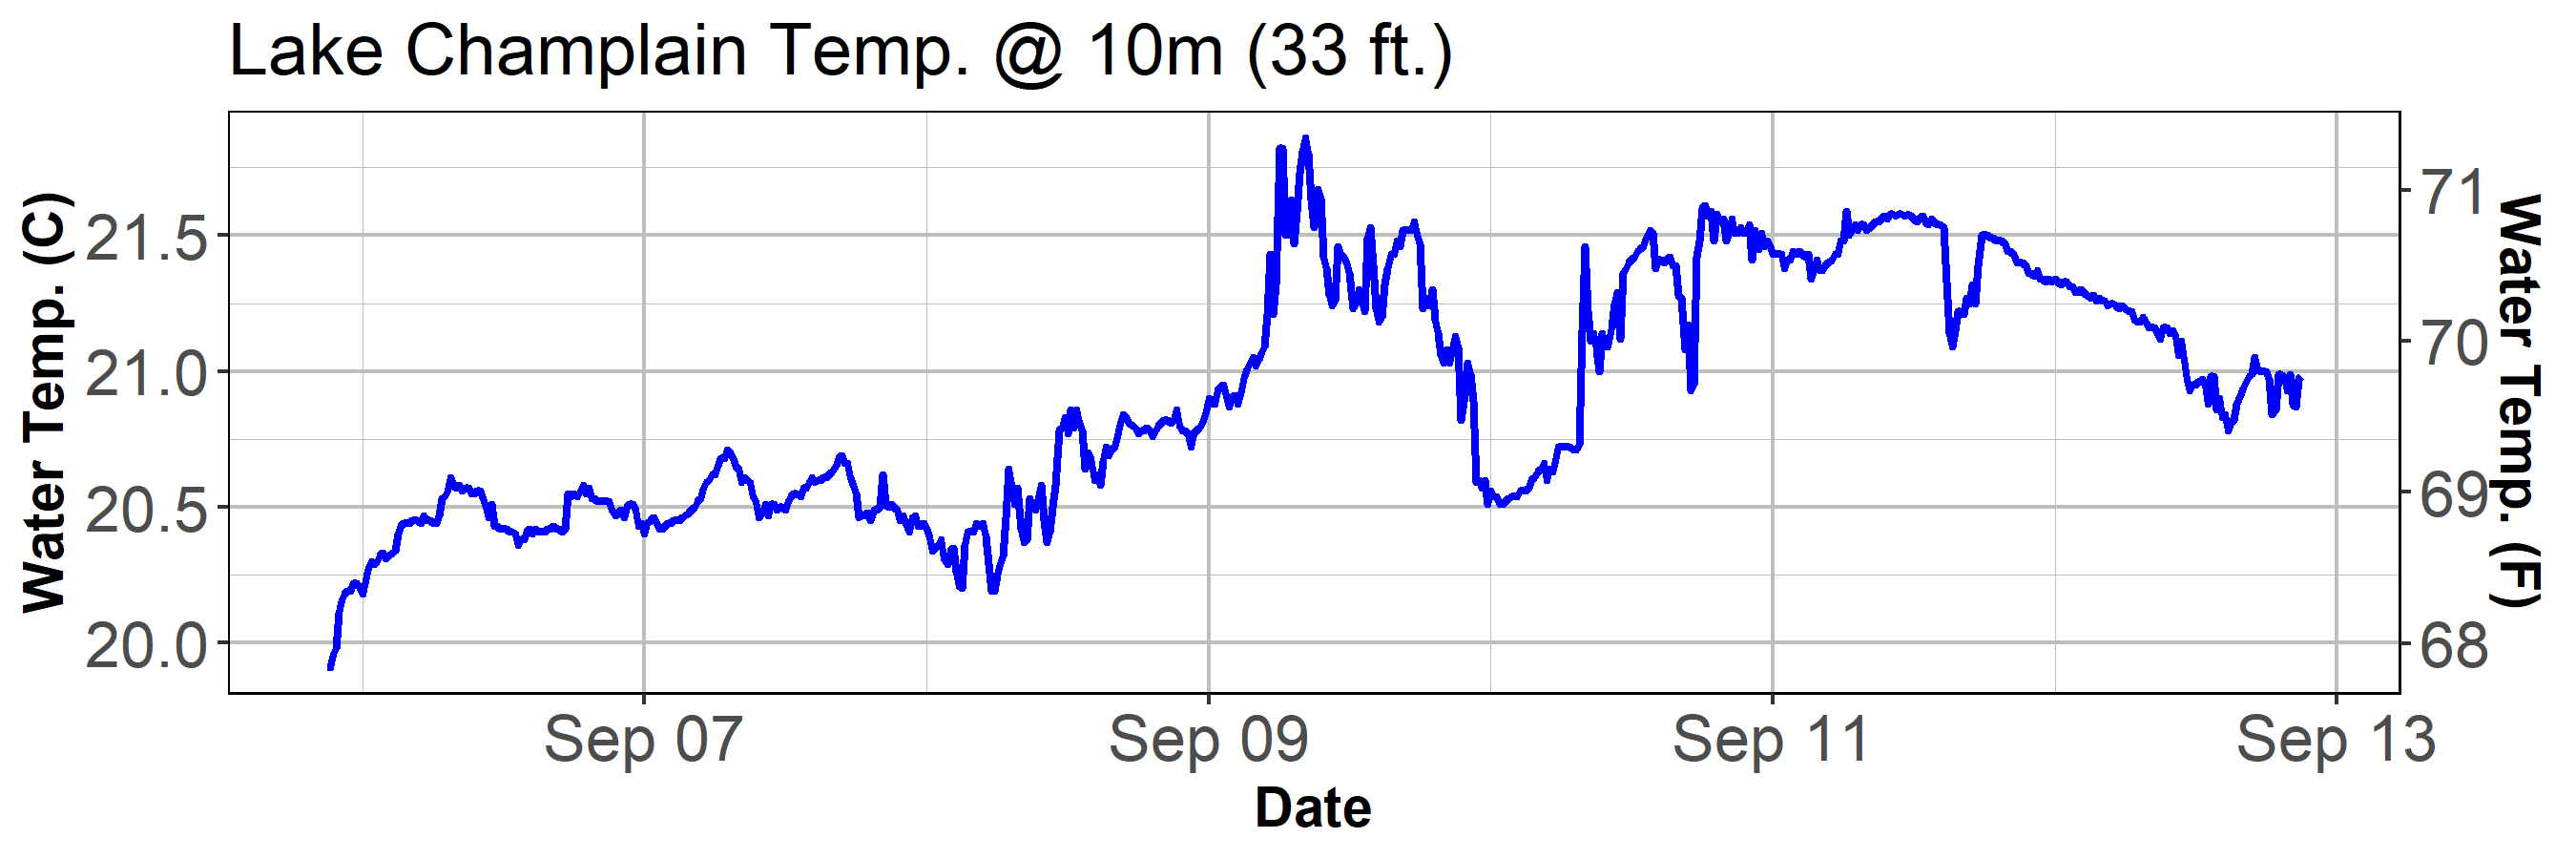 Lake Champlain Temp. @ 10m (33 ft.)
Water Temp. (C)
21.5
21.0
20.5
20.0
71
70
69
68
Water Temp. (F)
Sep 07 Sep 09 Sep 11 Sep 13
Date